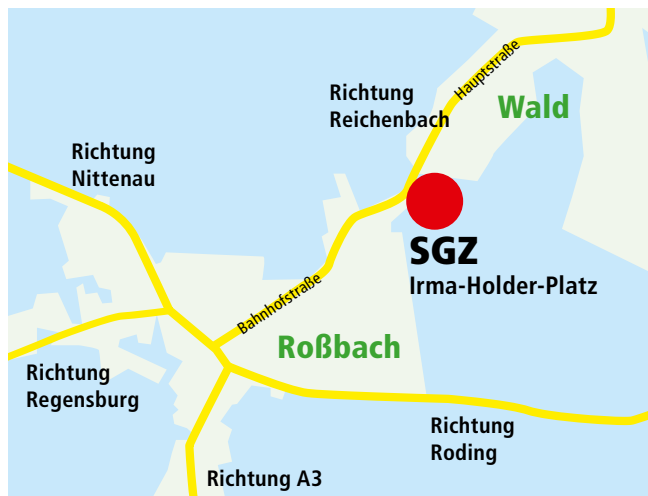 Hauptstraße
Richtung
Reichenbach
Wald
Richtung
Nittenau
SGZ
Irma-Holder-Platz
Bahnhofstraße
Roßbach
Richtung
Regensburg
Richtung
Roding
Richtung A3